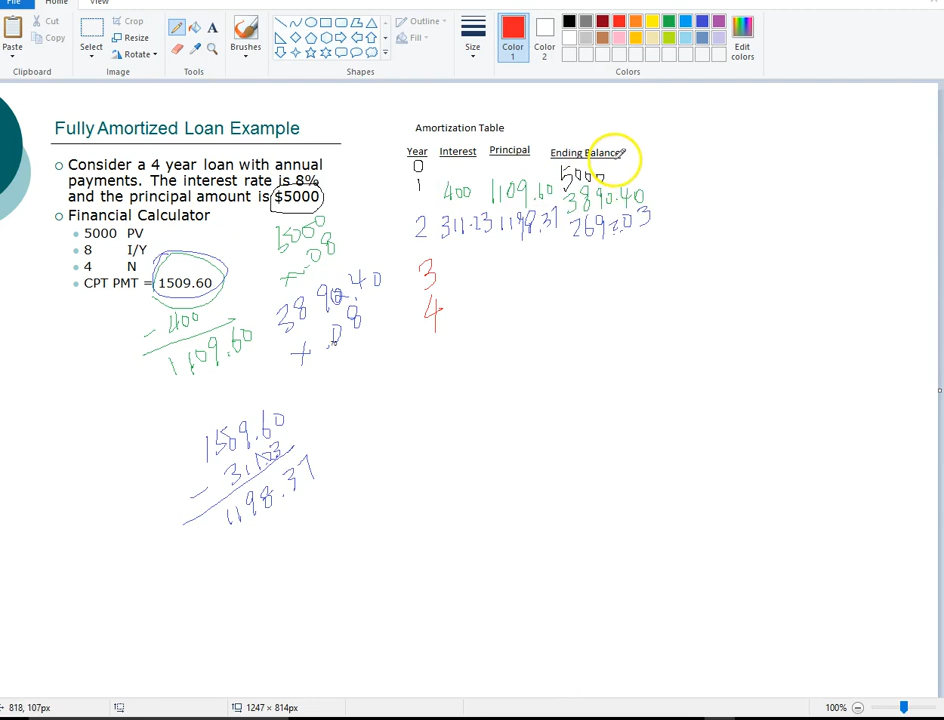 File
Home
View
Paste
Cut
Copy
Clipboard
Select
Crop
Resize
Rotate
Image
Tools
Brushes
Shapes
Outline
Fill
Size
Color
1
Color
2
Edit
colors
Colors
Fully Amortized Loan Example
Consider a 4 year loan with annual
payments. The interest rate is 8%
and the principal amount is $5000
Financial Calculator
5000 PV
8 I/Y
4 N
CPT PMT = 1509.60
- 400
1109.60
5000
× .08
3890.40
× .08
1509.60
- 311.23
1198.37
Amortization Table
Year Interest Principal Ending Balance
0 5000
1 400 1109.60 3890.40
2 311.23 1198.37 2692.03
3
4
818, 107px
1247 × 814px
100%